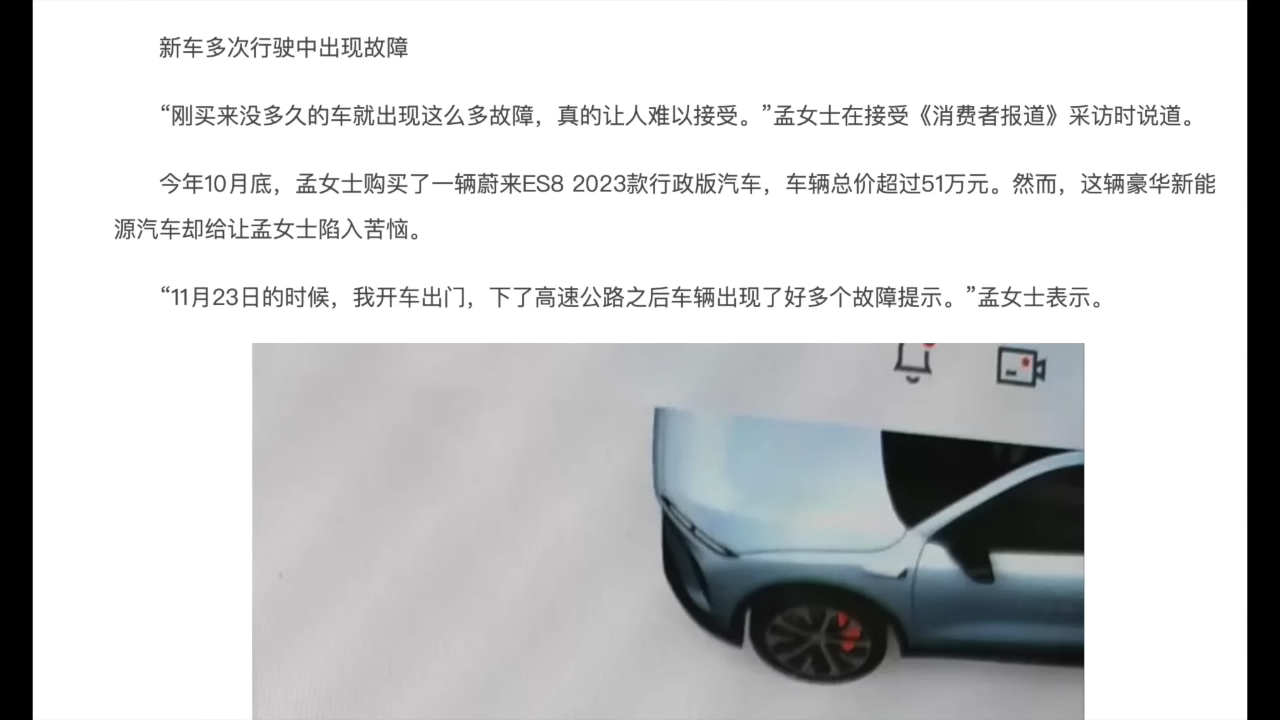 新车多次行驶中出现故障
“刚买来没多久的车就出现这么多故障，真的让人难以接受。”孟女士在接受《消费者报道》采访时说道。
今年10月底，孟女士购买了一辆蔚来ES8 2023款行政版汽车，车辆总价超过51万元。然而，这辆豪华新能
源汽车却给让孟女士陷入苦恼。
“11月23日的时候，我开车出门，下了高速公路之后车辆出现了好多个故障提示。”孟女士表示。